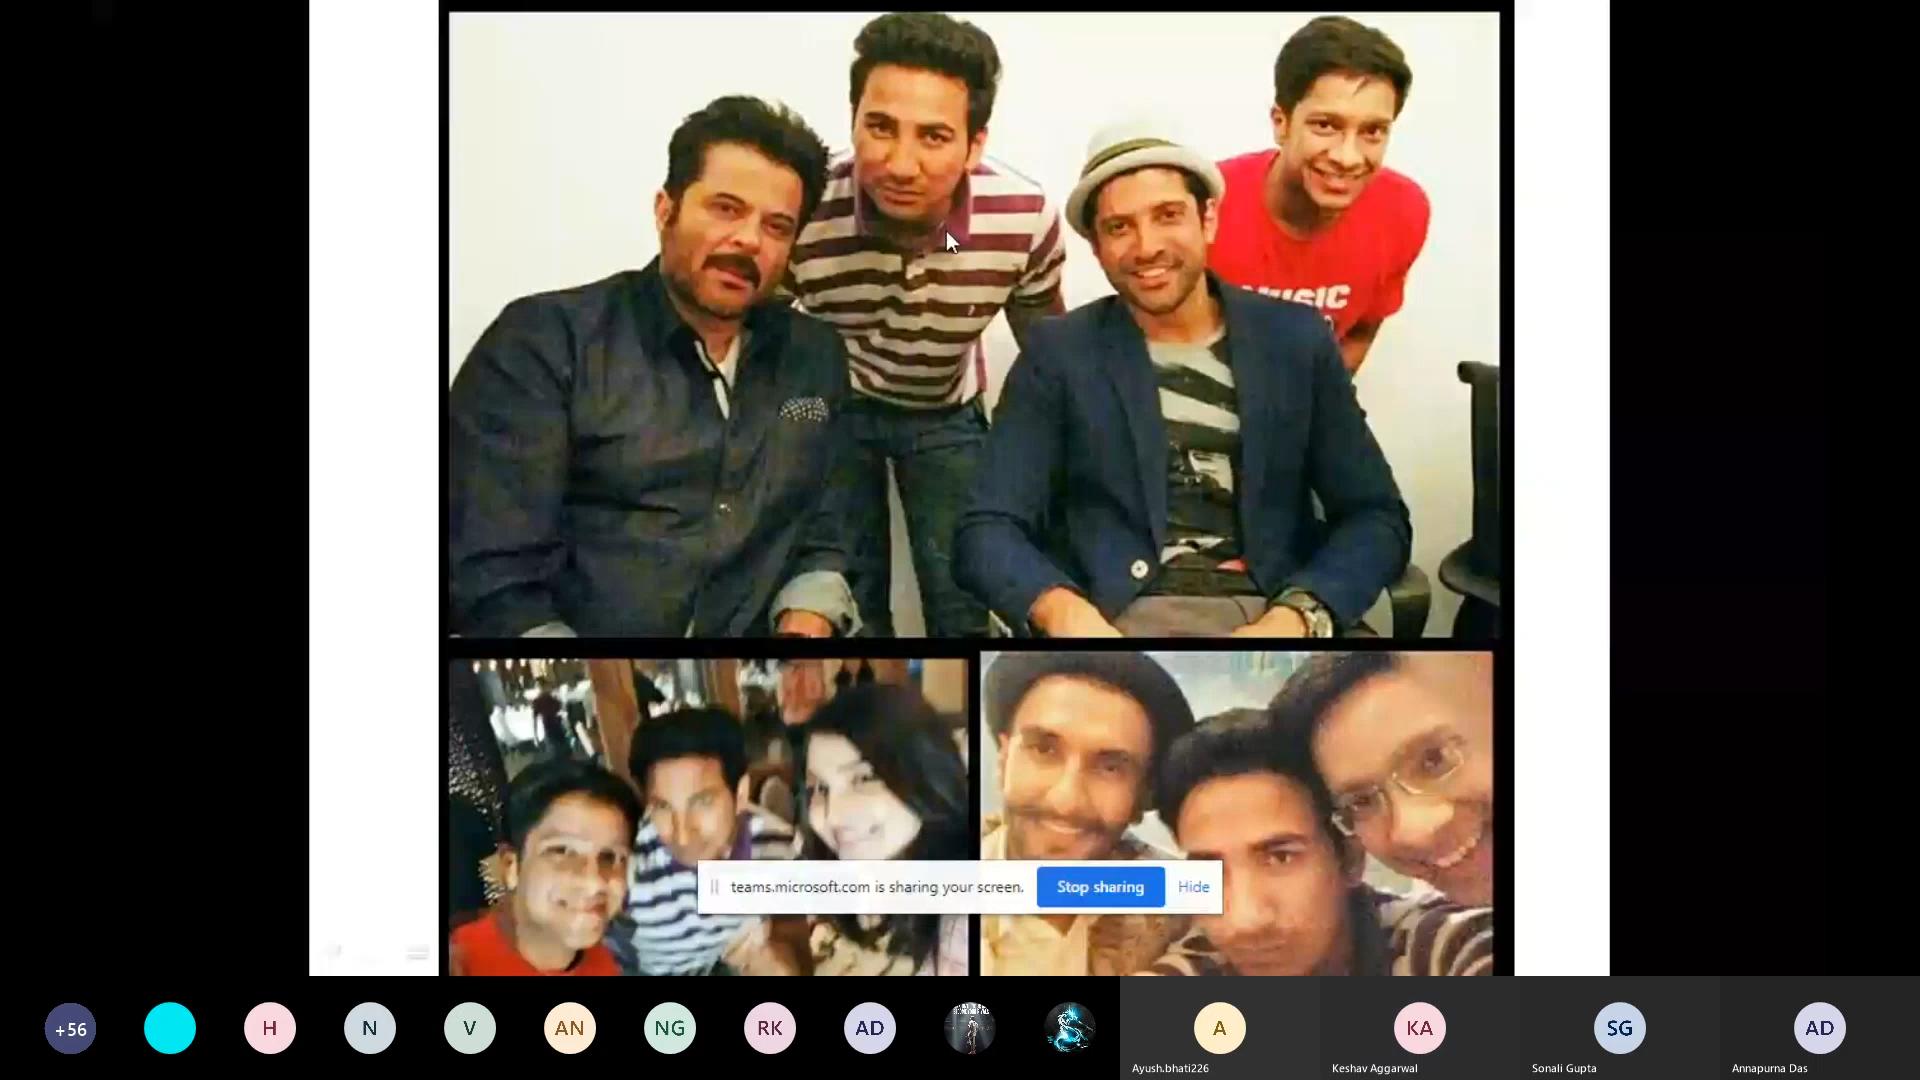 MUSIC
teams.microsoft.com is sharing your screen.
Stop sharing
Hide
+56
H
N
V
AN
NG
RK
AD
A
KA
SG
AD
Ayush.bhati226
Keshav Aggarwal
Sonali Gupta
Annapurna Das